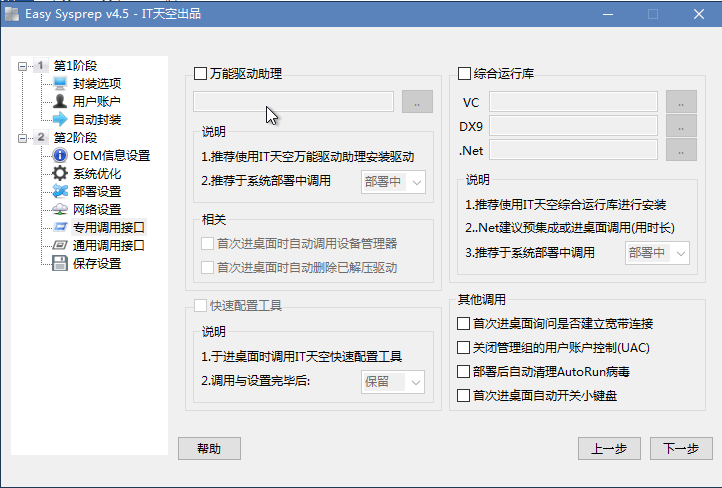 Easy Sysprep v4.5 - IT天空出品
1 第1阶段
封装选项
用户账户
自动封装
2 第2阶段
OEM信息设置
系统优化
部署设置
网络设置
专用调用接口
通用调用接口
保存设置
万能驱动助理
..
说明
1.推荐使用IT天空万能驱动助理安装驱动
2.推荐于系统部署中调用 部署中
相关
首次进桌面时自动调用设备管理器
首次进桌面时自动删除已解压驱动
快速配置工具
说明
1.于进桌面时调用IT天空快速配置工具
2.调用与设置完毕后: 保留
综合运行库
VC ..
DX9 ..
.Net ..
说明
1.推荐使用IT天空综合运行库进行安装
2..Net建议预集成或进桌面调用(用时长)
3.推荐于系统部署中调用 部署中
其他调用
首次进桌面询问是否建立宽带连接
关闭管理组的用户账户控制(UAC)
部署后自动清理AutoRun病毒
首次进桌面自动开关小键盘
帮助 上一步 下一步